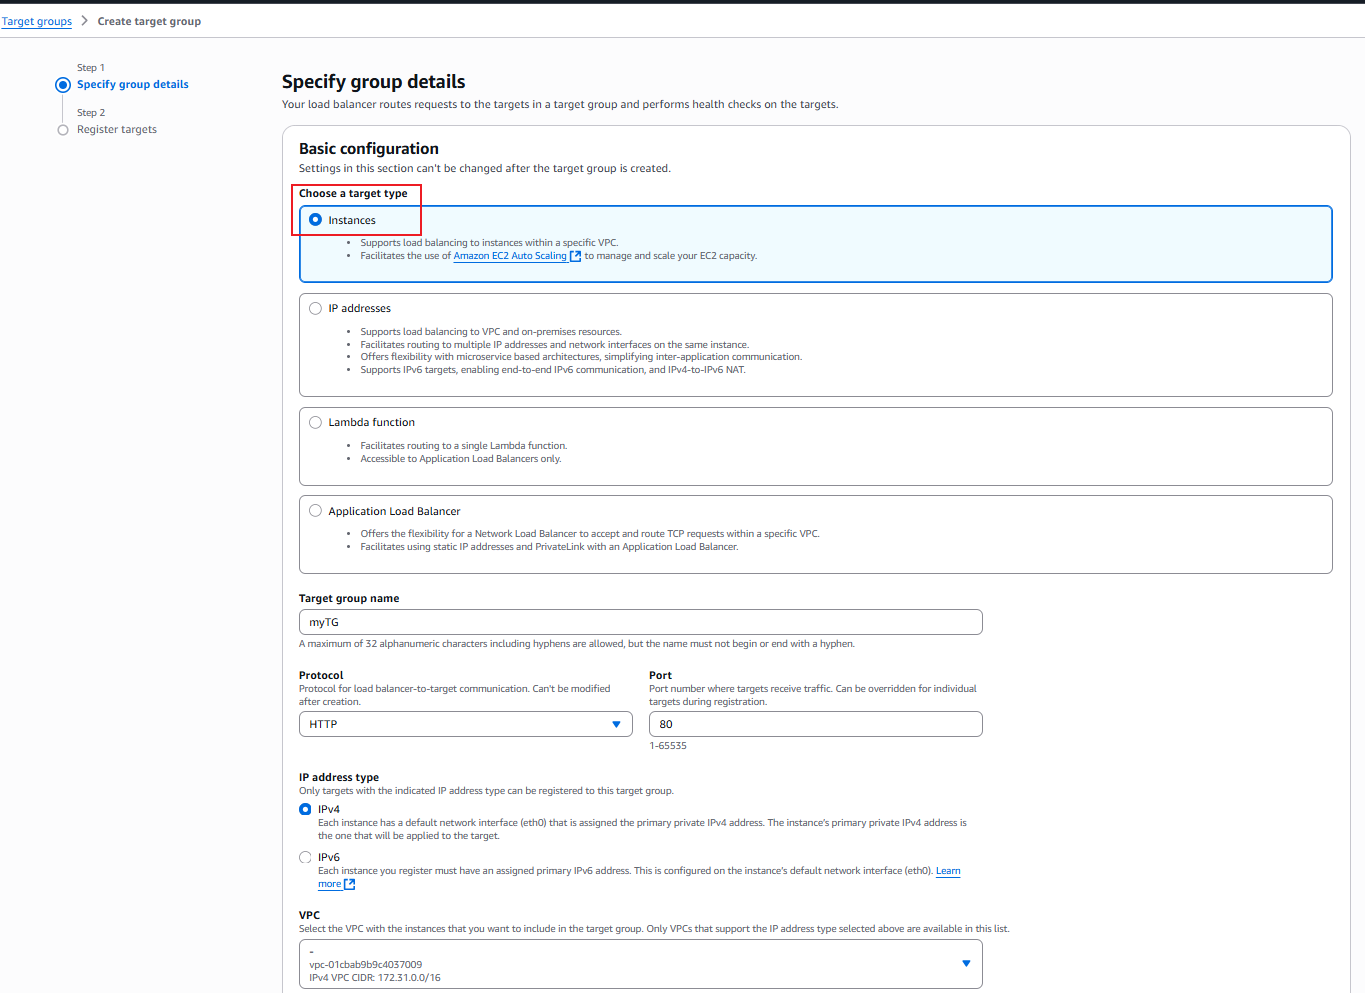 Target groups > Create target group
Step 1
Specify group details
Step 2
Register targets
Specify group details
Your load balancer routes requests to the targets in a target group and performs health checks on the targets.
Basic configuration
Settings in this section can't be changed after the target group is created.
Choose a target type
Instances
• Supports load balancing to instances within a specific VPC.
• Facilitates the use of Amazon EC2 Auto Scaling to manage and scale your EC2 capacity.
IP addresses
• Supports load balancing to VPC and on-premises resources.
• Facilitates routing to multiple IP addresses and network interfaces on the same instance.
• Offers flexibility with microservice based architectures, simplifying inter-application communication.
• Supports IPv6 targets, enabling end-to-end IPv6 communication, and IPv4-to-IPv6 NAT.
Lambda function
• Facilitates routing to a single Lambda function.
• Accessible to Application Load Balancers only.
Application Load Balancer
• Offers the flexibility for a Network Load Balancer to accept and route TCP requests within a specific VPC.
• Facilitates using static IP addresses and PrivateLink with an Application Load Balancer.
Target group name
myTG
A maximum of 32 alphanumeric characters including hyphens are allowed, but the name must not begin or end with a hyphen.
Protocol
Protocol for load balancer-to-target communication. Can't be modified
after creation.
HTTP
Port
Port number where targets receive traffic. Can be overridden for individual
targets during registration.
80
1-65535
IP address type
Only targets with the indicated IP address type can be registered to this target group.
IPv4
Each instance has a default network interface (eth0) that is assigned the primary private IPv4 address. The instance's primary private IPv4 address is
the one that will be applied to the target.
IPv6
Each instance you register must have an assigned primary IPv6 address. This is configured on the instance's default network interface (eth0). Learn
more
VPC
Select the VPC with the instances that you want to include in the target group. Only VPCs that support the IP address type selected above are available in this list.
-
vpc-01cbab9b9c4037009
IPv4 VPC CIDR: 172.31.0.0/16